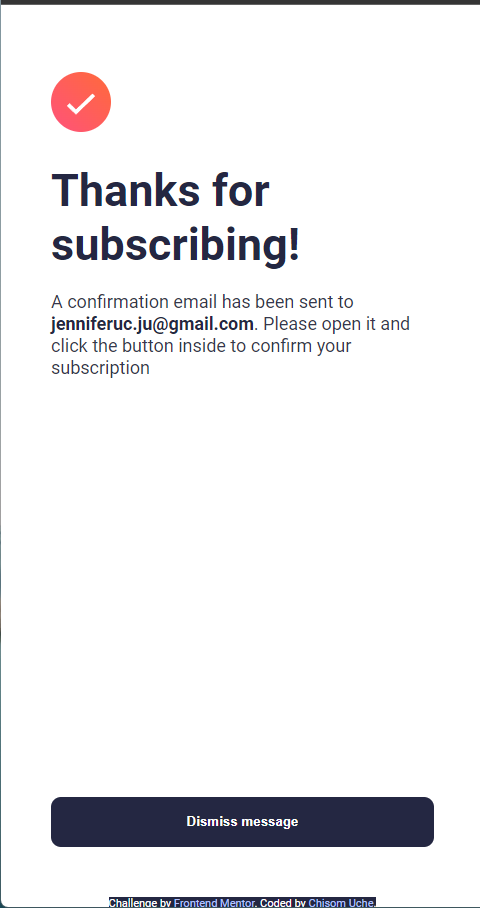 Thanks for
subscribing!
A confirmation email has been sent to
jenniferuc.ju@gmail.com. Please open it and
click the button inside to confirm your
subscription
Dismiss message
Challenge by Frontend Mentor. Coded by Chisom Uche.